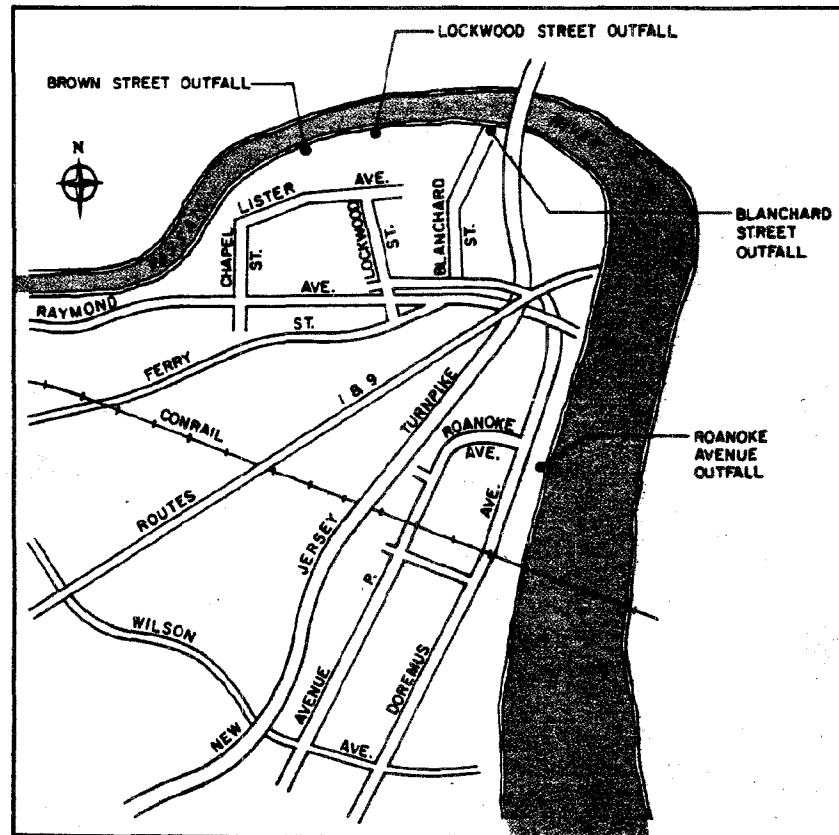 LOCKWOOD STREET OUTFALL
BROWN STREET OUTFALL
N
BLANCHARD
STREET
OUTFALL
LISTER AVE.
CHAPEL
ST.
LOCKWOOD
ST.
BLANCHARD
ST.
RAYMOND AVE.
FERRY ST.
CONRAIL
ROUTES 1 & 9
NEW JERSEY TURNPIKE
ROANOKE
AVE.
ROANOKE
AVENUE
OUTFALL
WILSON AVE.
AVENUE P.
DOREMUS AVE.